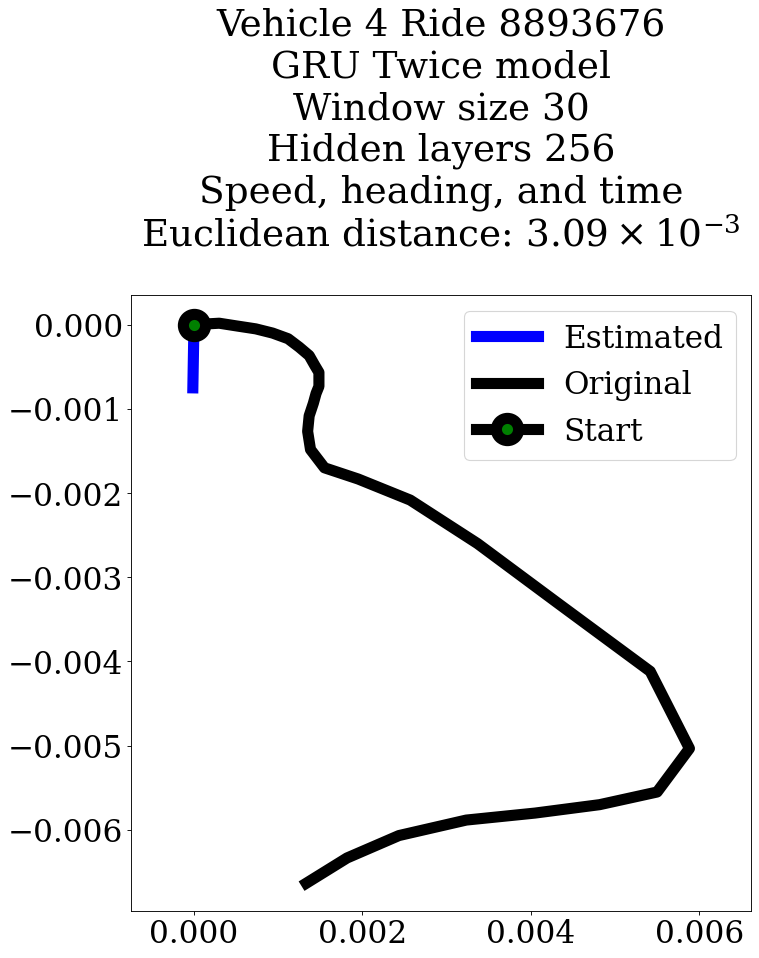 Vehicle 4 Ride 8893676
GRU Twice model
Window size 30
Hidden layers 256
Speed, heading, and time
Euclidean distance: 3.09 × 10⁻³
Estimated
Original
Start
0.000
−0.001
−0.002
−0.003
−0.004
−0.005
−0.006
0.000 0.002 0.004 0.006